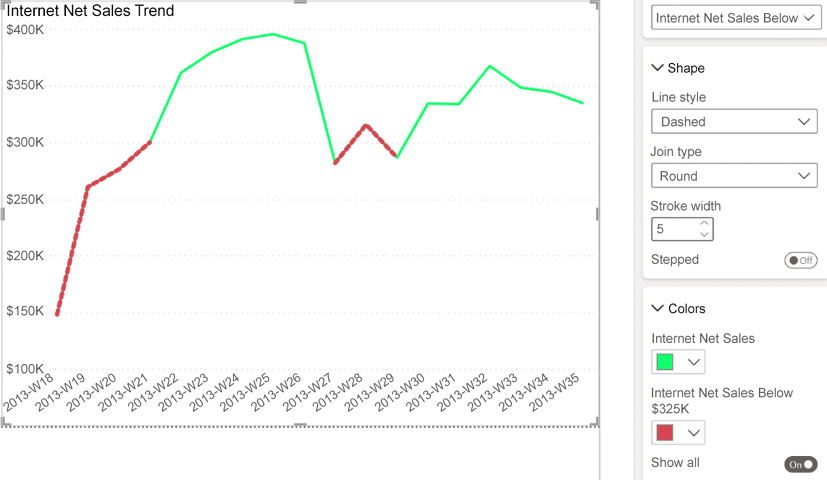 Internet Net Sales Trend
$400K
$350K
$300K
$250K
$200K
$150K
$100K
2013-W18
2013-W19
2013-W20
2013-W21
2013-W22
2013-W23
2013-W24
2013-W25
2013-W26
2013-W27
2013-W28
2013-W29
2013-W30
2013-W31
2013-W32
2013-W33
2013-W34
2013-W35
Internet Net Sales Below
Shape
Line style
Dashed
Join type
Round
Stroke width
5
Stepped
Off
Colors
Internet Net Sales
Internet Net Sales Below
$325K
Show all
On